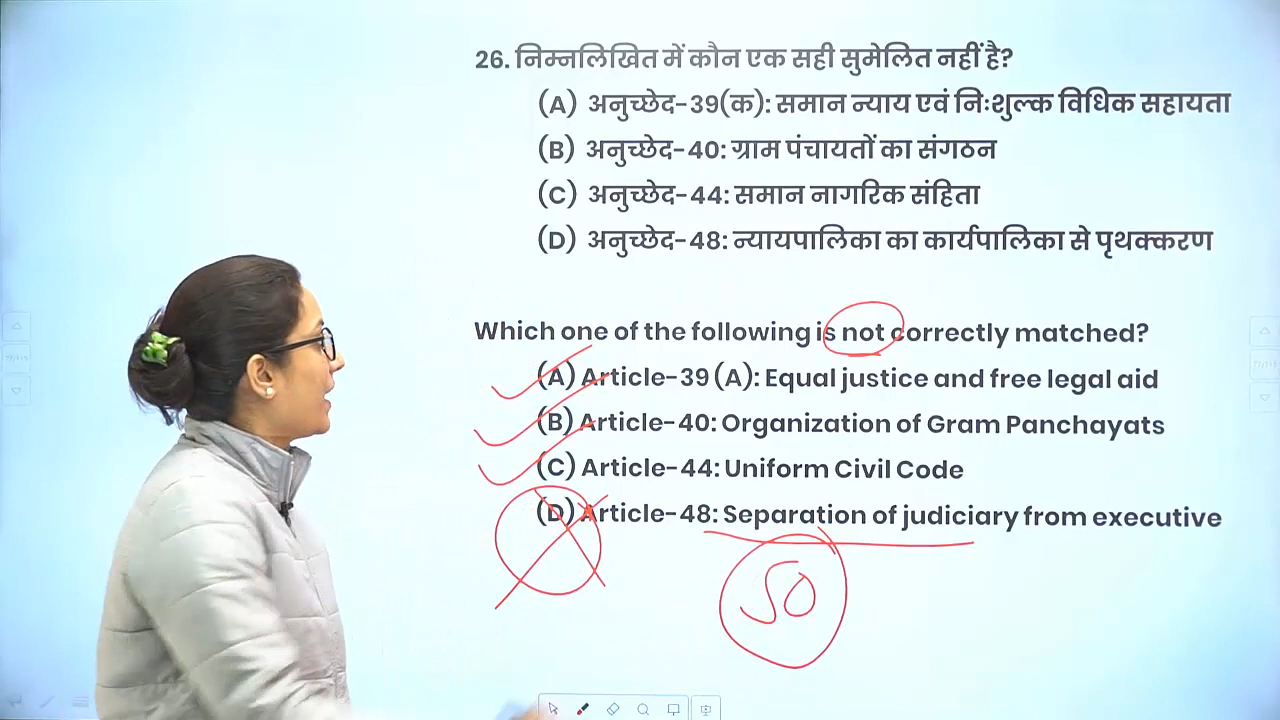 26. निम्नलिखित में कौन एक सही सुमेलित नहीं है?
(A) अनुच्छेद-39(क): समान न्याय एवं निःशुल्क विधिक सहायता
(B) अनुच्छेद-40: ग्राम पंचायतों का संगठन
(C) अनुच्छेद-44: समान नागरिक संहिता
(D) अनुच्छेद-48: न्यायपालिका का कार्यपालिका से पृथक्करण
Which one of the following is not correctly matched?
(A) Article-39 (A): Equal justice and free legal aid
(B) Article-40: Organization of Gram Panchayats
(C) Article-44: Uniform Civil Code
(D) Article-48: Separation of judiciary from executive
50